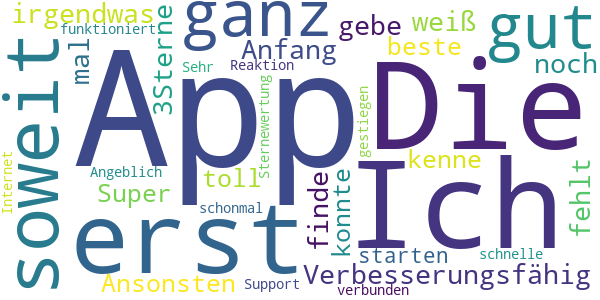 irgendwas
funktioniert
mal
3Sterne
ganz
Anfang
gebe
weiß
beste
gut
noch
Sehr
Reaktion
soweit
App
Die
Sternewertung
gestiegen
kenne
Internet
Angeblich
Super
toll
schonmal
erst
finde
konnte
Ich
fehlt
starten
schnelle
Ansonsten
Support
Verbesserungsfähig
verbunden